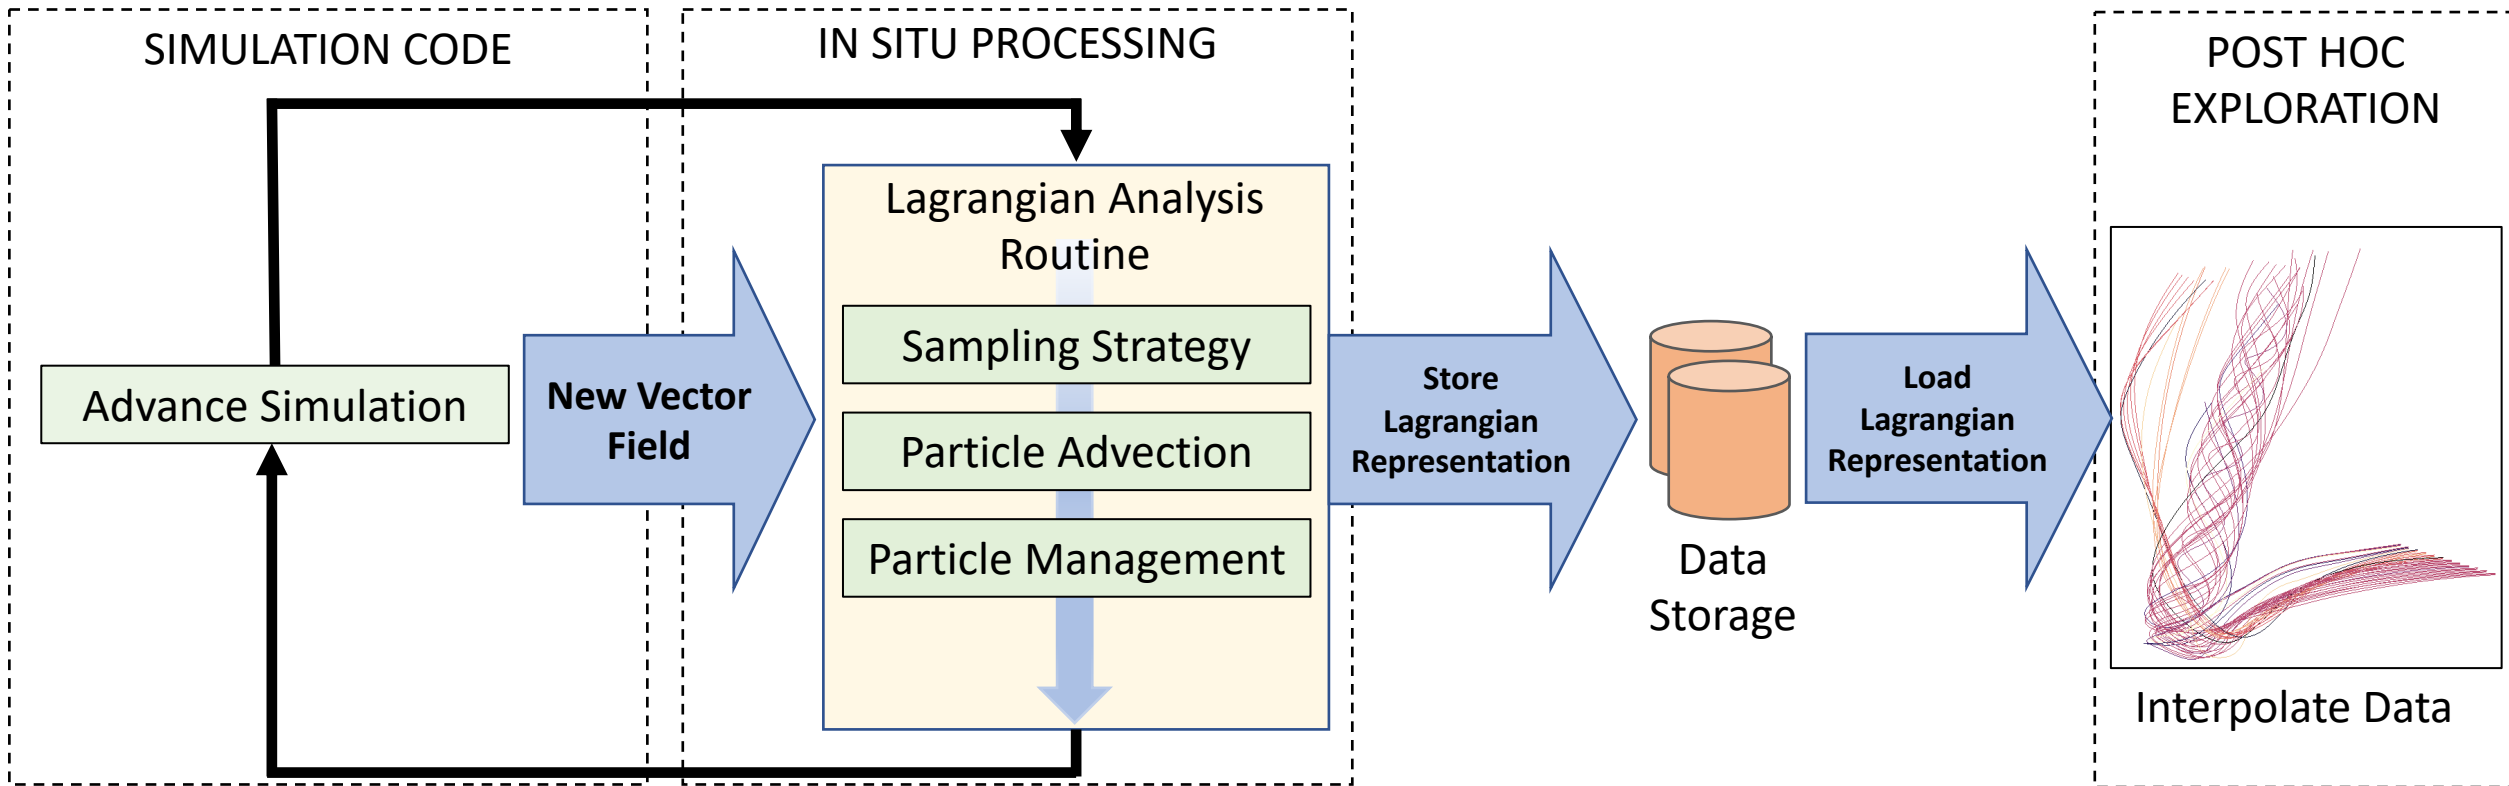 SIMULATION CODE
IN SITU PROCESSING
POST HOC
EXPLORATION
Lagrangian Analysis
Routine
Sampling Strategy
Particle Advection
Particle Management
Advance Simulation
New Vector
Field
Store
Lagrangian
Representation
Data
Storage
Load
Lagrangian
Representation
Interpolate Data